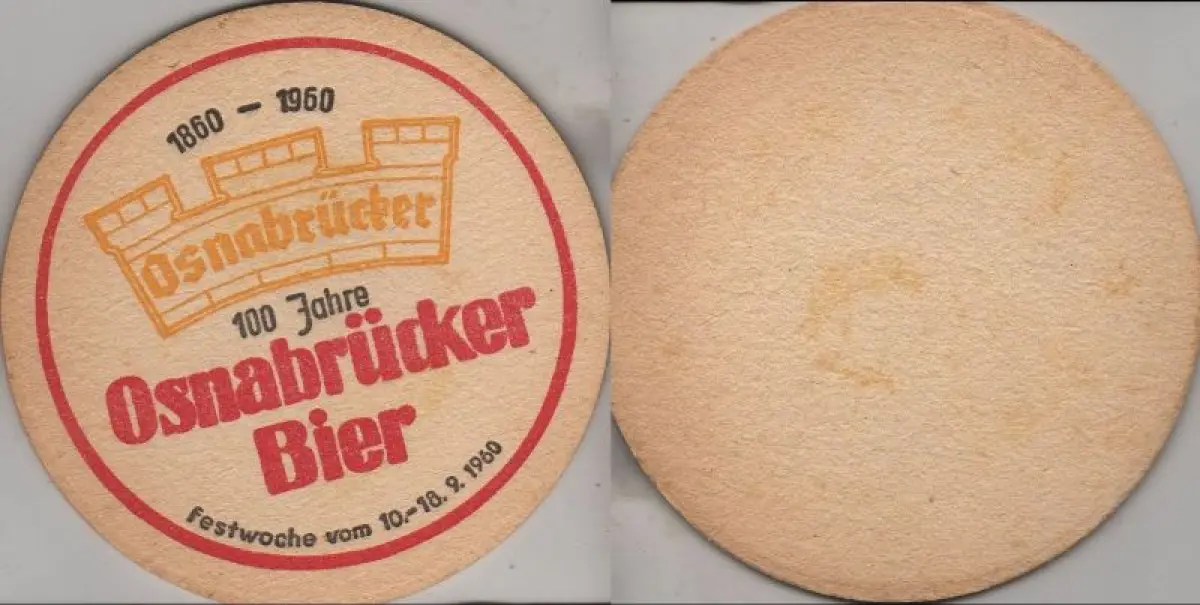 1860 - 1960
Osnabrücker
100 Jahre
Osnabrücker
Bier
Festwoche vom 10.-18.9.1960